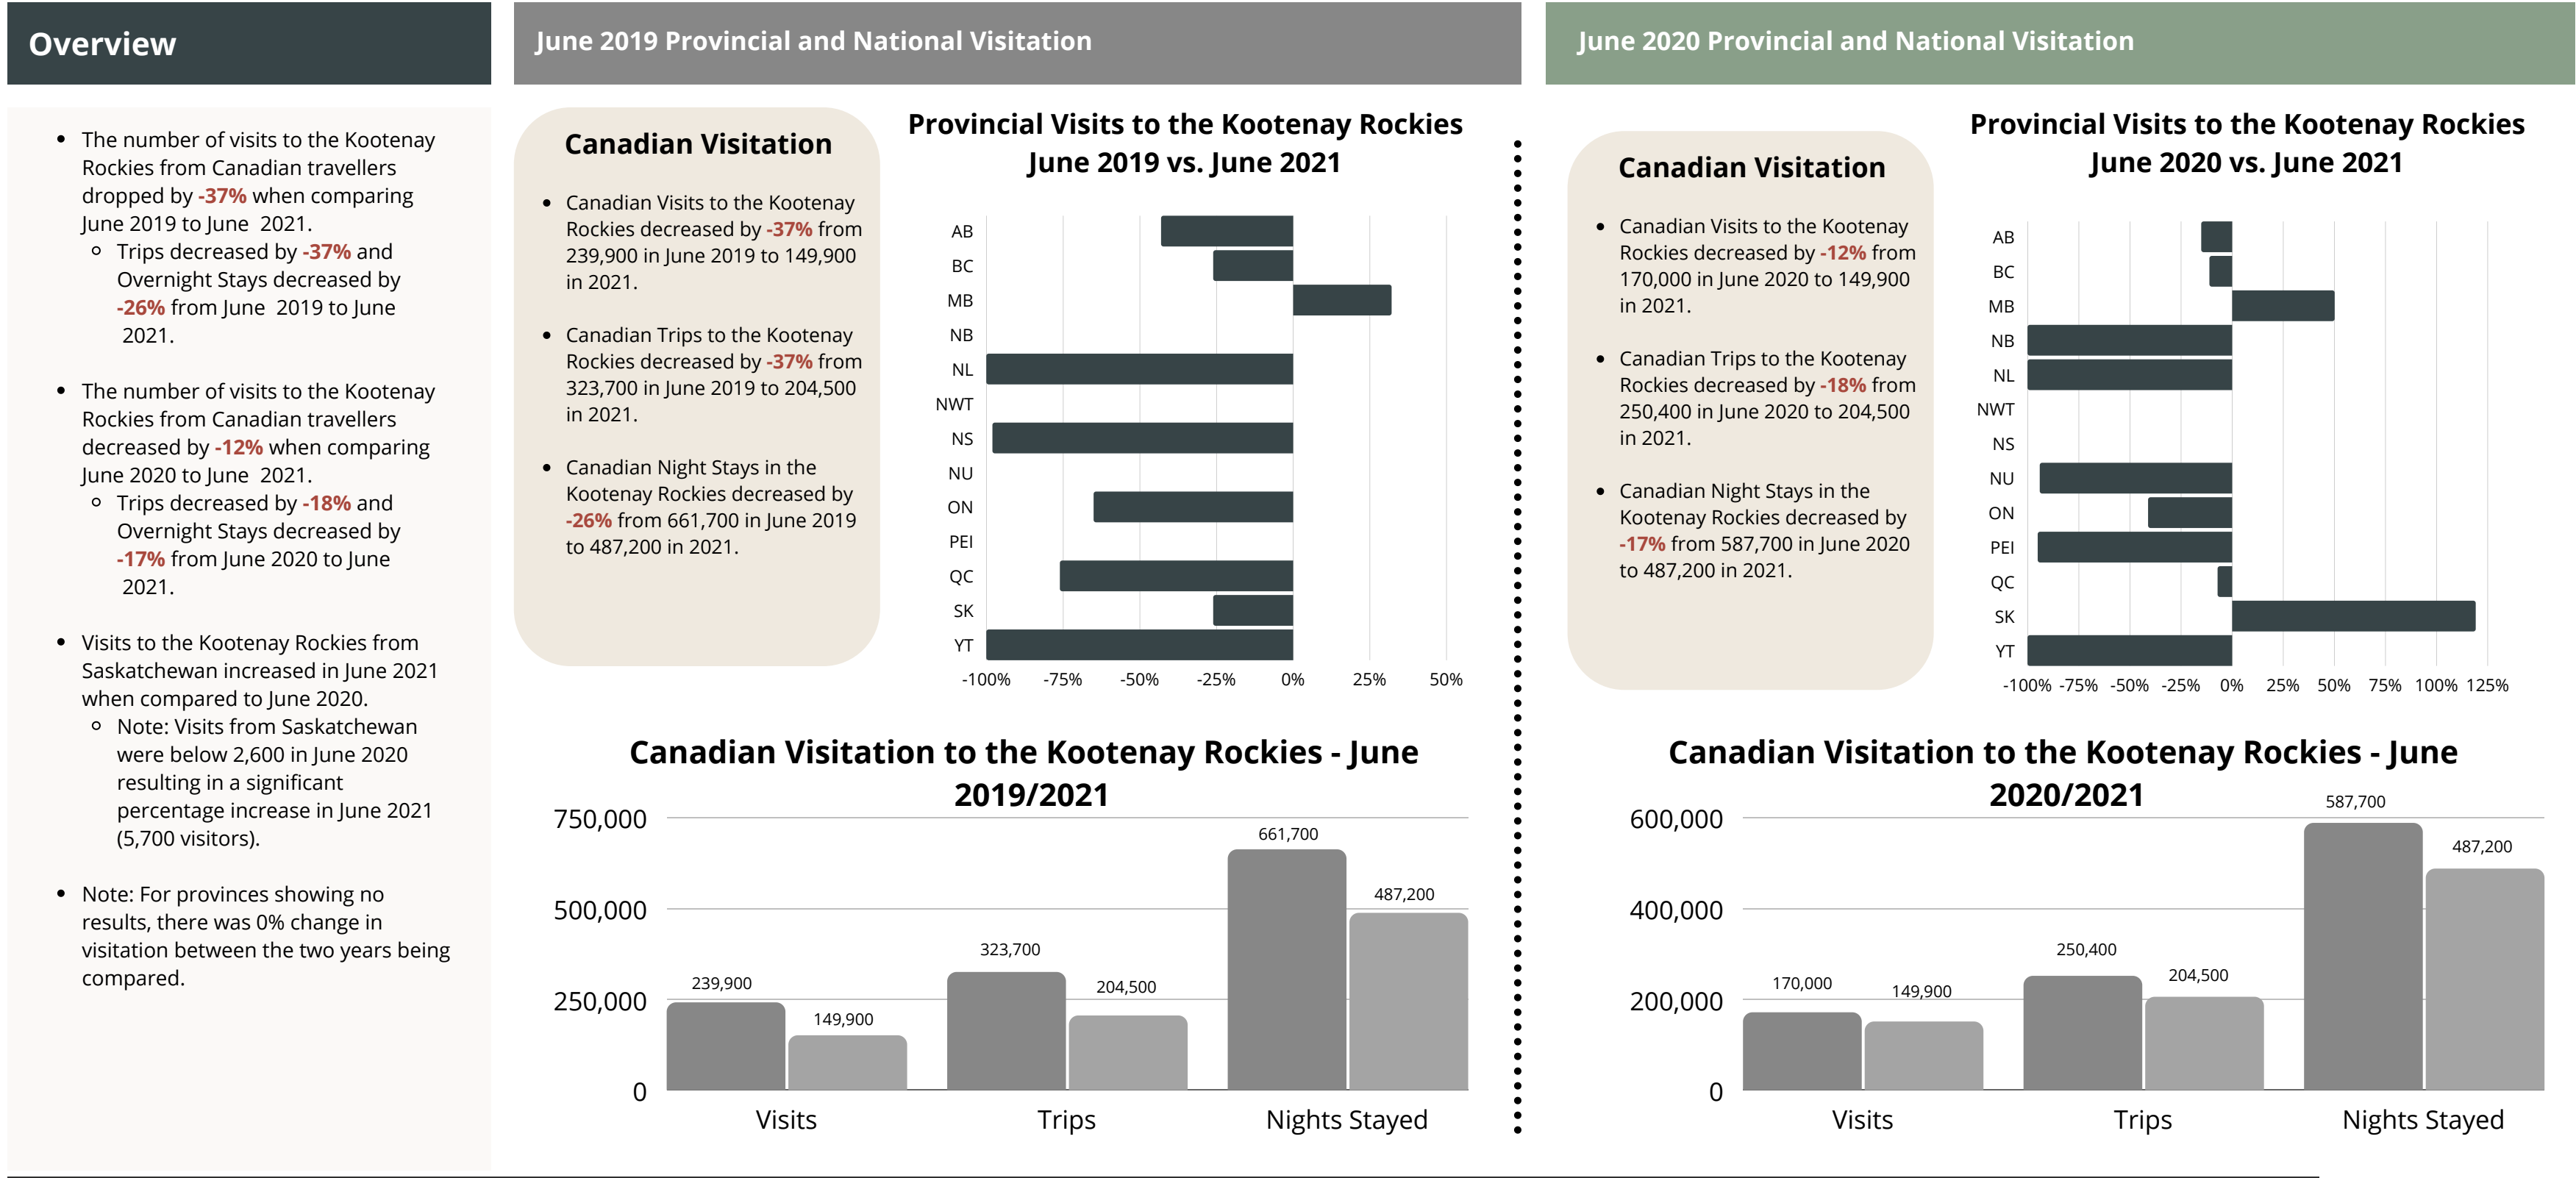 Overview
• The number of visits to the Kootenay
Rockies from Canadian travellers
dropped by -37% when comparing
June 2019 to June 2021.
○ Trips decreased by -37% and
Overnight Stays decreased by
-26% from June 2019 to June
2021.
• The number of visits to the Kootenay
Rockies from Canadian travellers
decreased by -12% when comparing
June 2020 to June 2021.
○ Trips decreased by -18% and
Overnight Stays decreased by
-17% from June 2020 to June
2021.
• Visits to the Kootenay Rockies from
Saskatchewan increased in June 2021
when compared to June 2020.
○ Note: Visits from Saskatchewan
were below 2,600 in June 2020
resulting in a significant
percentage increase in June 2021
(5,700 visitors).
• Note: For provinces showing no
results, there was 0% change in
visitation between the two years being
compared.
June 2019 Provincial and National Visitation
Canadian Visitation
• Canadian Visits to the Kootenay
Rockies decreased by -37% from
239,900 in June 2019 to 149,900
in 2021.
• Canadian Trips to the Kootenay
Rockies decreased by -37% from
323,700 in June 2019 to 204,500
in 2021.
• Canadian Night Stays in the
Kootenay Rockies decreased by
-26% from 661,700 in June 2019
to 487,200 in 2021.
Provincial Visits to the Kootenay Rockies
June 2019 vs. June 2021
AB
BC
MB
NB
NL
NWT
NS
NU
ON
PEI
QC
SK
YT
-100% -75% -50% -25% 0% 25% 50%
Canadian Visitation to the Kootenay Rockies - June
2019/2021
750,000
500,000
250,000
0
239,900
149,900
323,700
204,500
661,700
487,200
Visits Trips Nights Stayed
June 2020 Provincial and National Visitation
Canadian Visitation
• Canadian Visits to the Kootenay
Rockies decreased by -12% from
170,000 in June 2020 to 149,900
in 2021.
• Canadian Trips to the Kootenay
Rockies decreased by -18% from
250,400 in June 2020 to 204,500
in 2021.
• Canadian Night Stays in the
Kootenay Rockies decreased by
-17% from 587,700 in June 2020
to 487,200 in 2021.
Provincial Visits to the Kootenay Rockies
June 2020 vs. June 2021
AB
BC
MB
NB
NL
NWT
NS
NU
ON
PEI
QC
SK
YT
-100% -75% -50% -25% 0% 25% 50% 75% 100% 125%
Canadian Visitation to the Kootenay Rockies - June
2020/2021
600,000
400,000
200,000
0
170,000
149,900
250,400
204,500
587,700
487,200
Visits Trips Nights Stayed